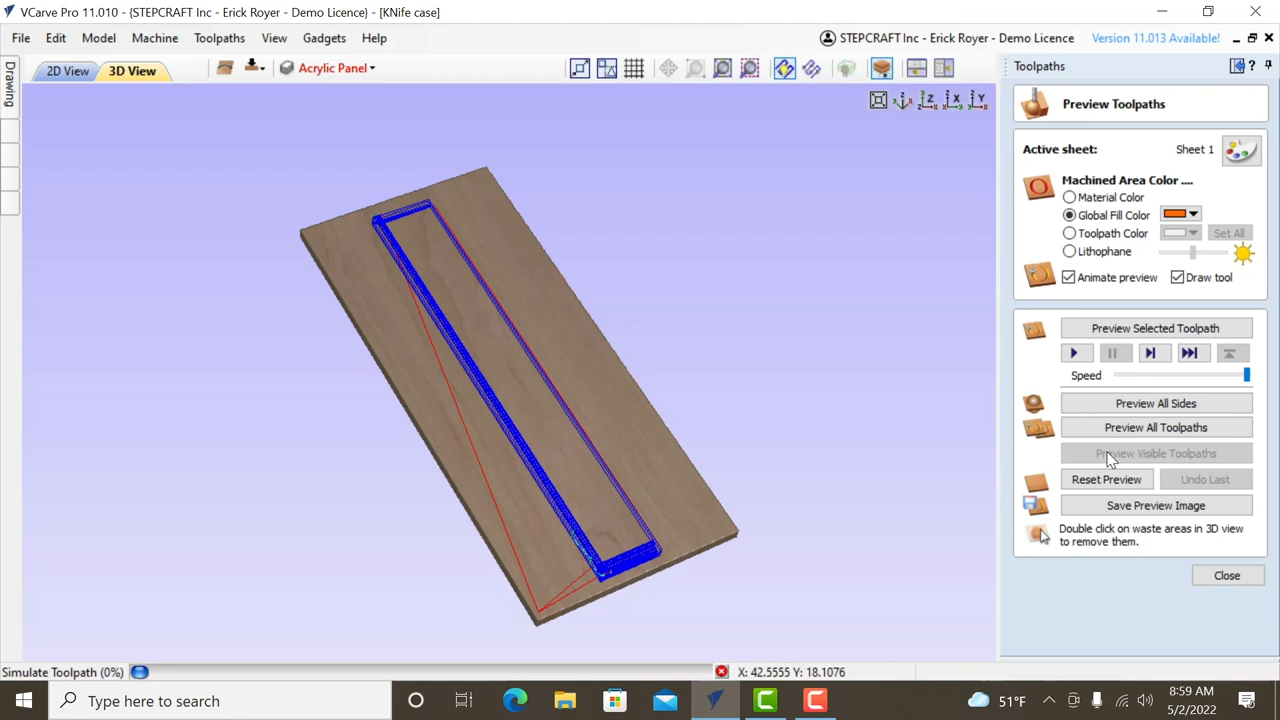 VCarve Pro 11.010 - {STEPCRAFT Inc - Erick Royer - Demo Licence} - [KNife case]
File Edit Model Machine Toolpaths View Gadgets Help
STEPCRAFT Inc - Erick Royer - Demo Licence Version 11.013 Available!
Drawing
2D View 3D View Acrylic Panel
Z X Y
Toolpaths
Preview Toolpaths
Active sheet: Sheet 1
Machined Area Color ....
Material Color
Global Fill Color
Toolpath Color Set All
Lithophane
Animate preview Draw tool
Preview Selected Toolpath
Speed
Preview All Sides
Preview All Toolpaths
Preview Visible Toolpaths
Reset Preview Undo Last
Save Preview Image
Double click on waste areas in 3D view
to remove them.
Close
Simulate Toolpath (0%) X: 42.5555 Y: 18.1076
Type here to search
51°F
8:59 AM
5/2/2022